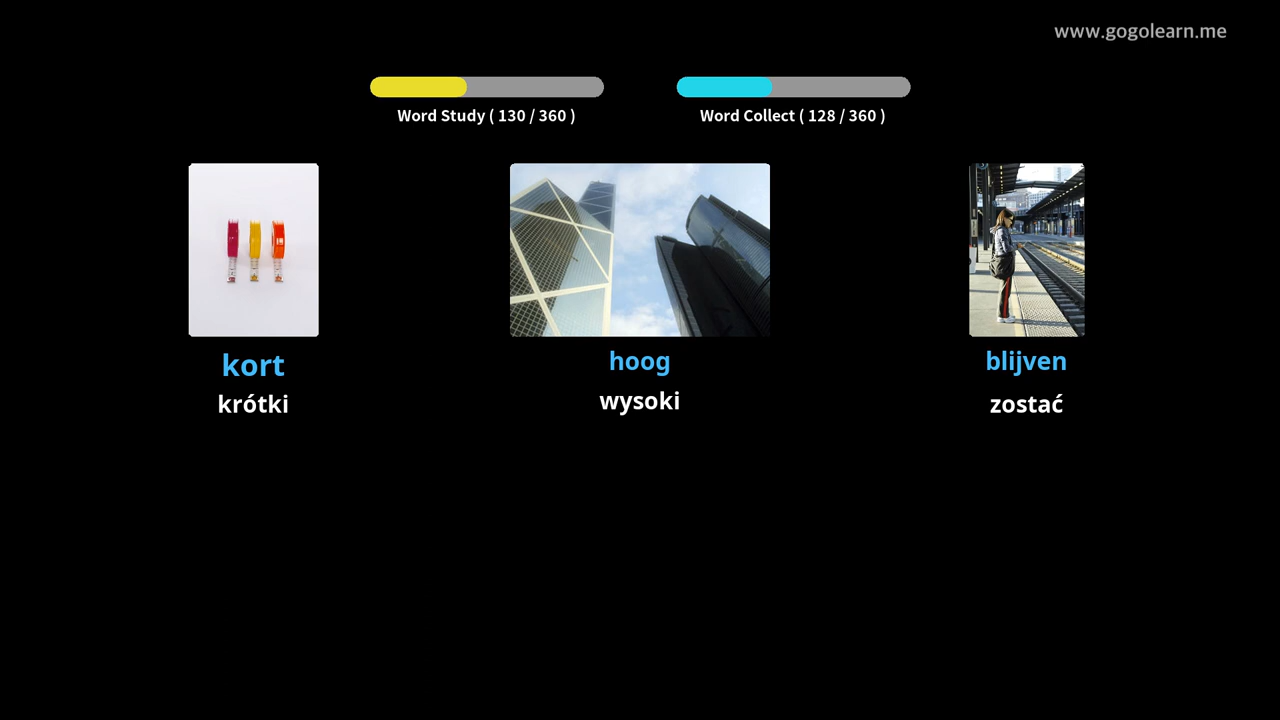 www.gogolearn.me
Word Study ( 130 / 360 )
Word Collect ( 128 / 360 )
kort
krótki
hoog
wysoki
blijven
zostać